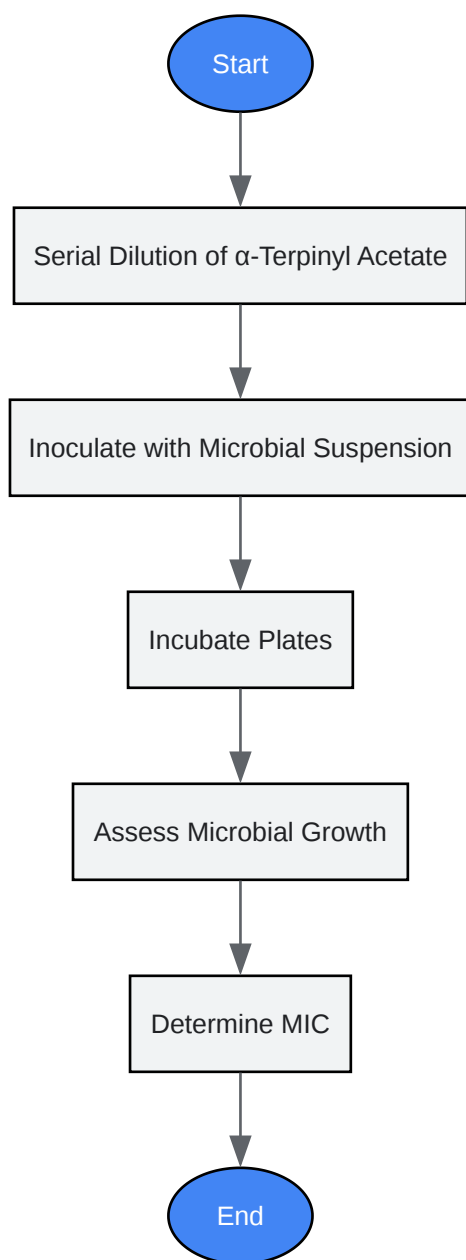 Start
Serial Dilution of α-Terpinyl Acetate
Inoculate with Microbial Suspension
Incubate Plates
Assess Microbial Growth
Determine MIC
End